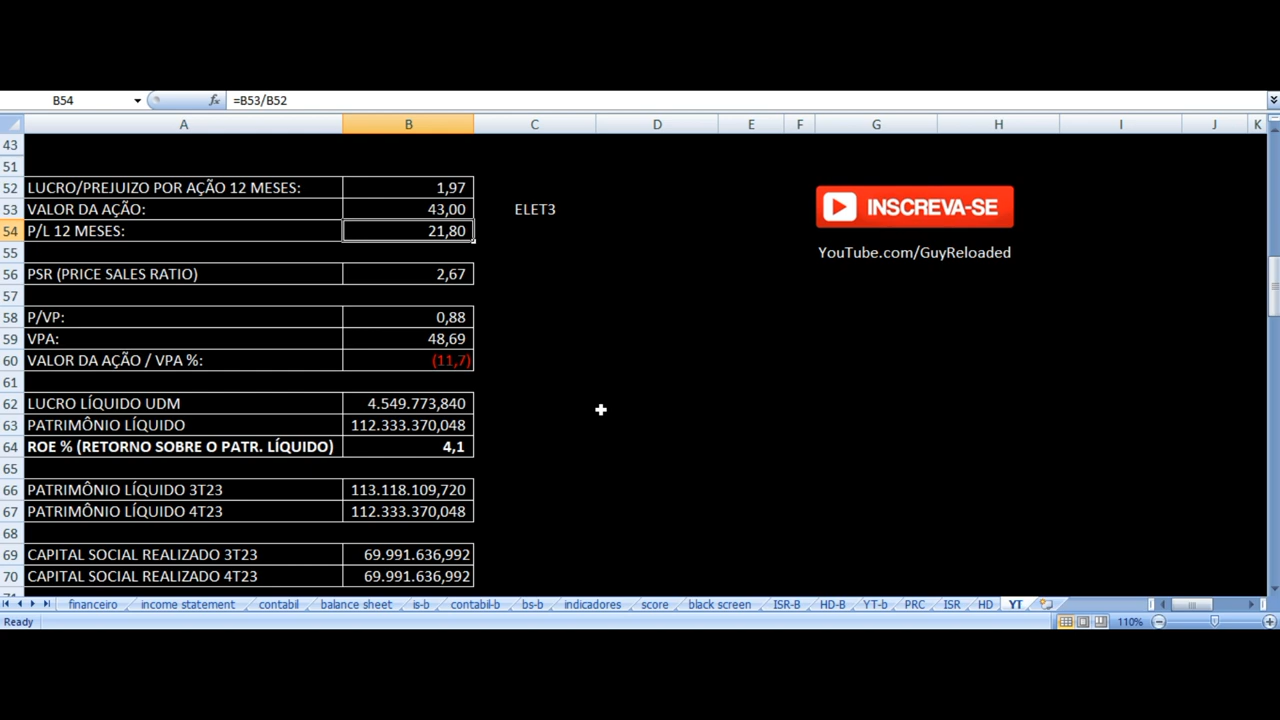 B54 fx =B53/B52
A B C D E F G H I J K
43
51
52 LUCRO/PREJUIZO POR AÇÃO 12 MESES: 1,97
53 VALOR DA AÇÃO: 43,00 ELET3 INSCREVA-SE
54 P/L 12 MESES: 21,80
55 YouTube.com/GuyReloaded
56 PSR (PRICE SALES RATIO) 2,67
57
58 P/VP: 0,88
59 VPA: 48,69
60 VALOR DA AÇÃO / VPA %: (11,7)
61
62 LUCRO LÍQUIDO UDM 4.549.773,840
63 PATRIMÔNIO LÍQUIDO 112.333.370,048
64 ROE % (RETORNO SOBRE O PATR. LÍQUIDO) 4,1
65
66 PATRIMÔNIO LÍQUIDO 3T23 113.118.109,720
67 PATRIMÔNIO LÍQUIDO 4T23 112.333.370,048
68
69 CAPITAL SOCIAL REALIZADO 3T23 69.991.636,992
70 CAPITAL SOCIAL REALIZADO 4T23 69.991.636,992
financeiro income statement contabil balance sheet is-b contabil-b bs-b indicadores score black screen ISR-B HD-B YT-b PRC ISR HD YT
Ready 110%